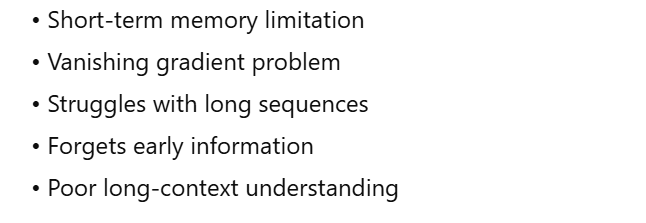 • Short-term memory limitation
• Vanishing gradient problem
• Struggles with long sequences
• Forgets early information
• Poor long-context understanding